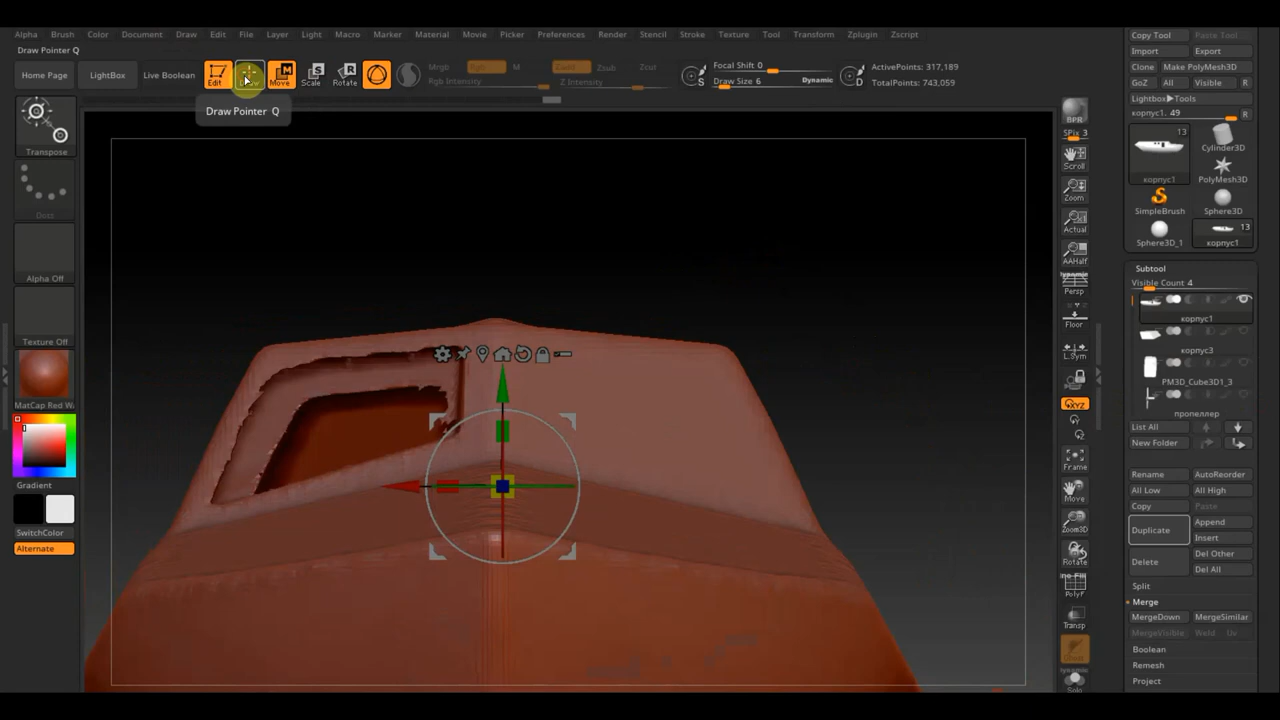 Alpha Brush Color Document Draw Edit File Layer Light Macro Marker Material Movie Picker Preferences Render Stencil Stroke Texture Tool Transform Zplugin Zscript
Draw Pointer Q
Home Page
LightBox
Live Boolean
Edit
Move
Scale
Rotate
Mrgb
Rgb
M
Rgb Intensity
Zadd
Zsub
Zcut
Z Intensity
S
Focal Shift 0
Draw Size 6
Dynamic
D
ActivePoints: 317,189
TotalPoints: 743,059
Draw Pointer Q
Transpose
Dots
Alpha Off
Texture Off
MatCap Red Wa
Gradient
SwitchColor
Alternate
BPR
SPix 3
Scroll
Zoom
Actual
AAHalf
Dynamic
Persp
Floor
L.Sym
XYZ
Y
Z
Frame
Move
Zoom3D
Rotate
PolyF
Transp
Dynamic
Solo
Copy Tool
Paste Tool
Import
Export
Clone
Make PolyMesh3D
GoZ
All
Visible
R
Lightbox▶Tools
корпус1. 49
R
13
корпус1
Cylinder3D
PolyMesh3D
SimpleBrush
Sphere3D
Sphere3D_1
13
корпус1
Subtool
Visible Count 4
корпус1
корпус3
PM3D_Cube3D1_3
пропеллер
List All
New Folder
Rename
AutoReorder
All Low
All High
Copy
Paste
Duplicate
Append
Insert
Delete
Del Other
Del All
Split
Merge
MergeDown
MergeSimilar
MergeVisible
Weld
Uv
Boolean
Remesh
Project